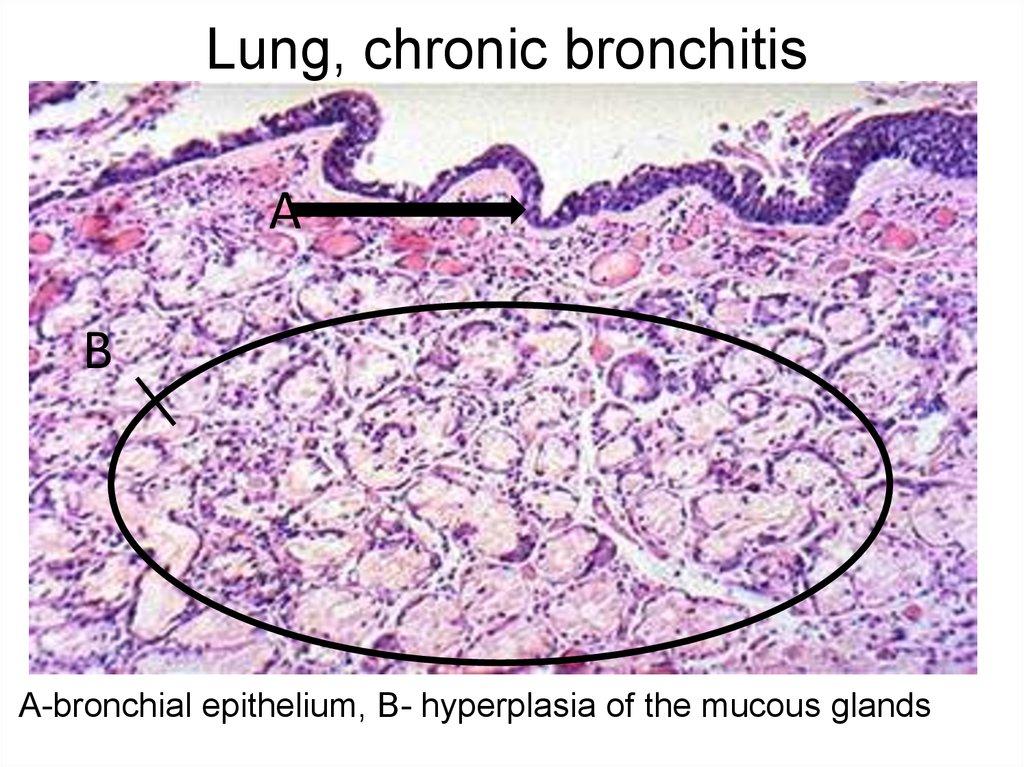 Lung, chronic bronchitis
A
B
A-bronchial epithelium, B- hyperplasia of the mucous glands